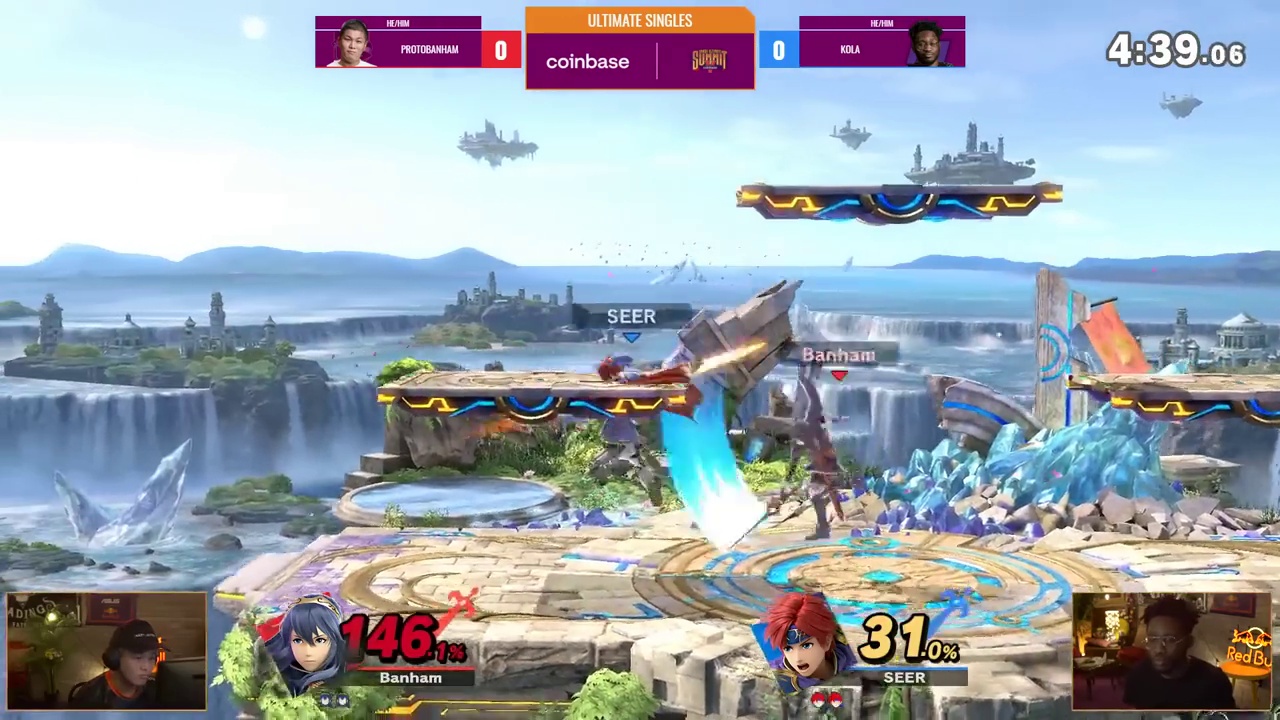 HE/HIM
PROTOBANHAM
0
ULTIMATE SINGLES
coinbase
SUMMIT
0
HE/HIM
KOLA
4:39.06
SEER
Banham
146.1%
Banham
31.0%
SEER
Red Bu